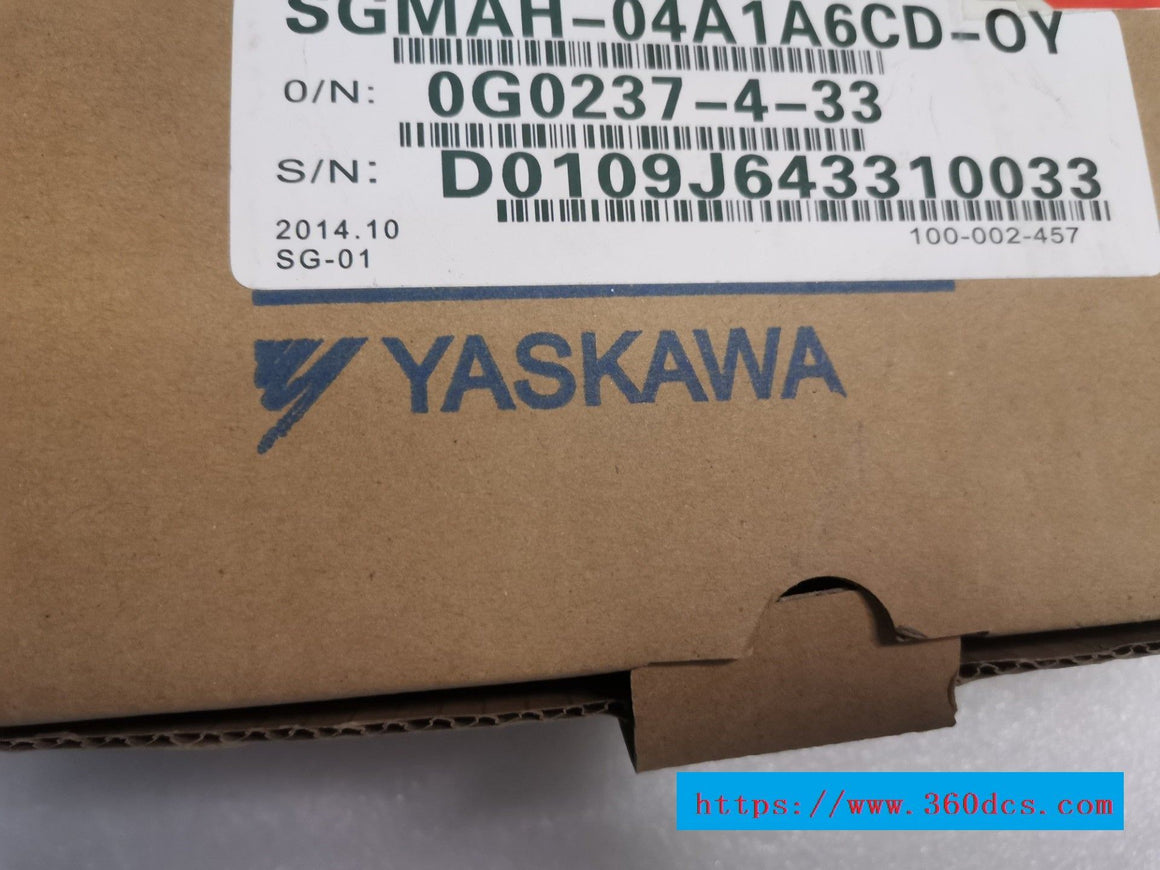 SGMAH-04A1A6CD-OY
O/N: 0G0237-4-33
S/N: D0109J643310033
2014.10
100-002-457
SG-01
YASKAWA
https://www.360dcs.com